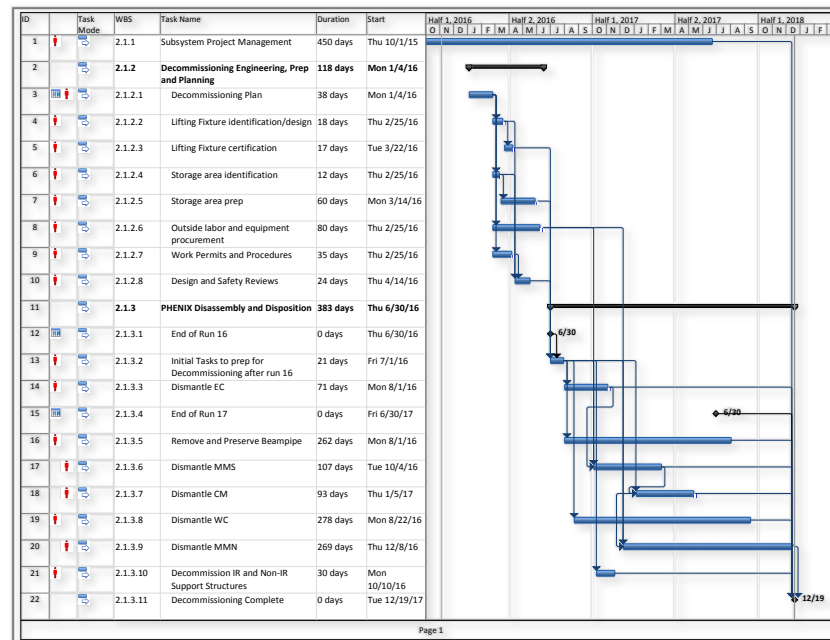 ID Task Mode WBS Task Name Duration Start Half 1, 2016 Half 2, 2016 Half 1, 2017 Half 2, 2017 Half 1, 2018
O N D J F M A M J J A S O N D J F M A M J J A S O N D J F M
1 2.1.1 Subsystem Project Management 450 days Thu 10/1/15
2 2.1.2 Decommissioning Engineering, Prep and Planning 118 days Mon 1/4/16
3 2.1.2.1 Decommissioning Plan 38 days Mon 1/4/16
4 2.1.2.2 Lifting Fixture identification/design 18 days Thu 2/25/16
5 2.1.2.3 Lifting Fixture certification 17 days Tue 3/22/16
6 2.1.2.4 Storage area identification 12 days Thu 2/25/16
7 2.1.2.5 Storage area prep 60 days Mon 3/14/16
8 2.1.2.6 Outside labor and equipment procurement 80 days Thu 2/25/16
9 2.1.2.7 Work Permits and Procedures 35 days Thu 2/25/16
10 2.1.2.8 Design and Safety Reviews 24 days Thu 4/14/16
11 2.1.3 PHENIX Disassembly and Disposition 383 days Thu 6/30/16
12 2.1.3.1 End of Run 16 0 days Thu 6/30/16 6/30
13 2.1.3.2 Initial Tasks to prep for Decommissioning after run 16 21 days Fri 7/1/16
14 2.1.3.3 Dismantle EC 71 days Mon 8/1/16
15 2.1.3.4 End of Run 17 0 days Fri 6/30/17 6/30
16 2.1.3.5 Remove and Preserve Beampipe 262 days Mon 8/1/16
17 2.1.3.6 Dismantle MMS 107 days Tue 10/4/16
18 2.1.3.7 Dismantle CM 93 days Thu 1/5/17
19 2.1.3.8 Dismantle WC 278 days Mon 8/22/16
20 2.1.3.9 Dismantle MMN 269 days Thu 12/8/16
21 2.1.3.10 Decommission IR and Non-IR Support Structures 30 days Mon 10/10/16
22 2.1.3.11 Decommissioning Complete 0 days Tue 12/19/17 12/19
Page 1